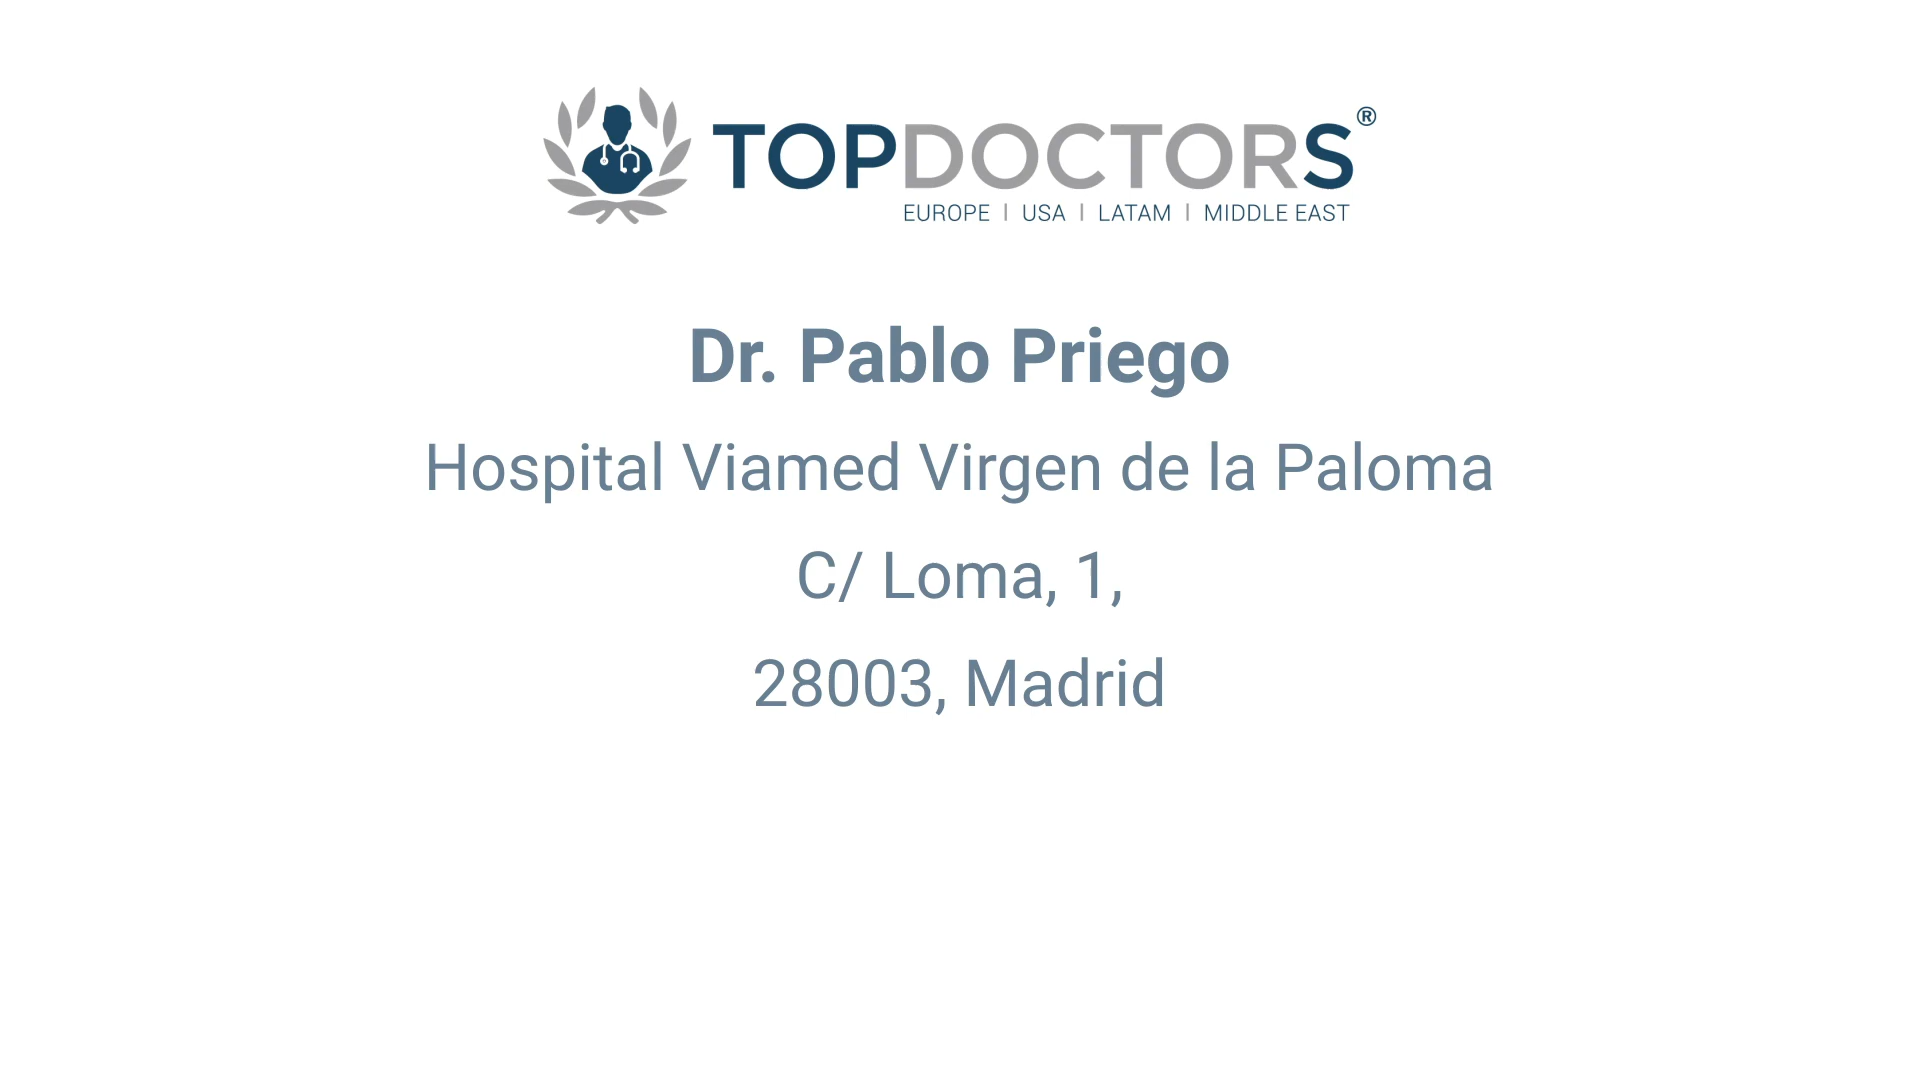 TOPDOCTORS®
EUROPE | USA | LATAM | MIDDLE EAST
Dr. Pablo Priego
Hospital Viamed Virgen de la Paloma
C/ Loma, 1,
28003, Madrid